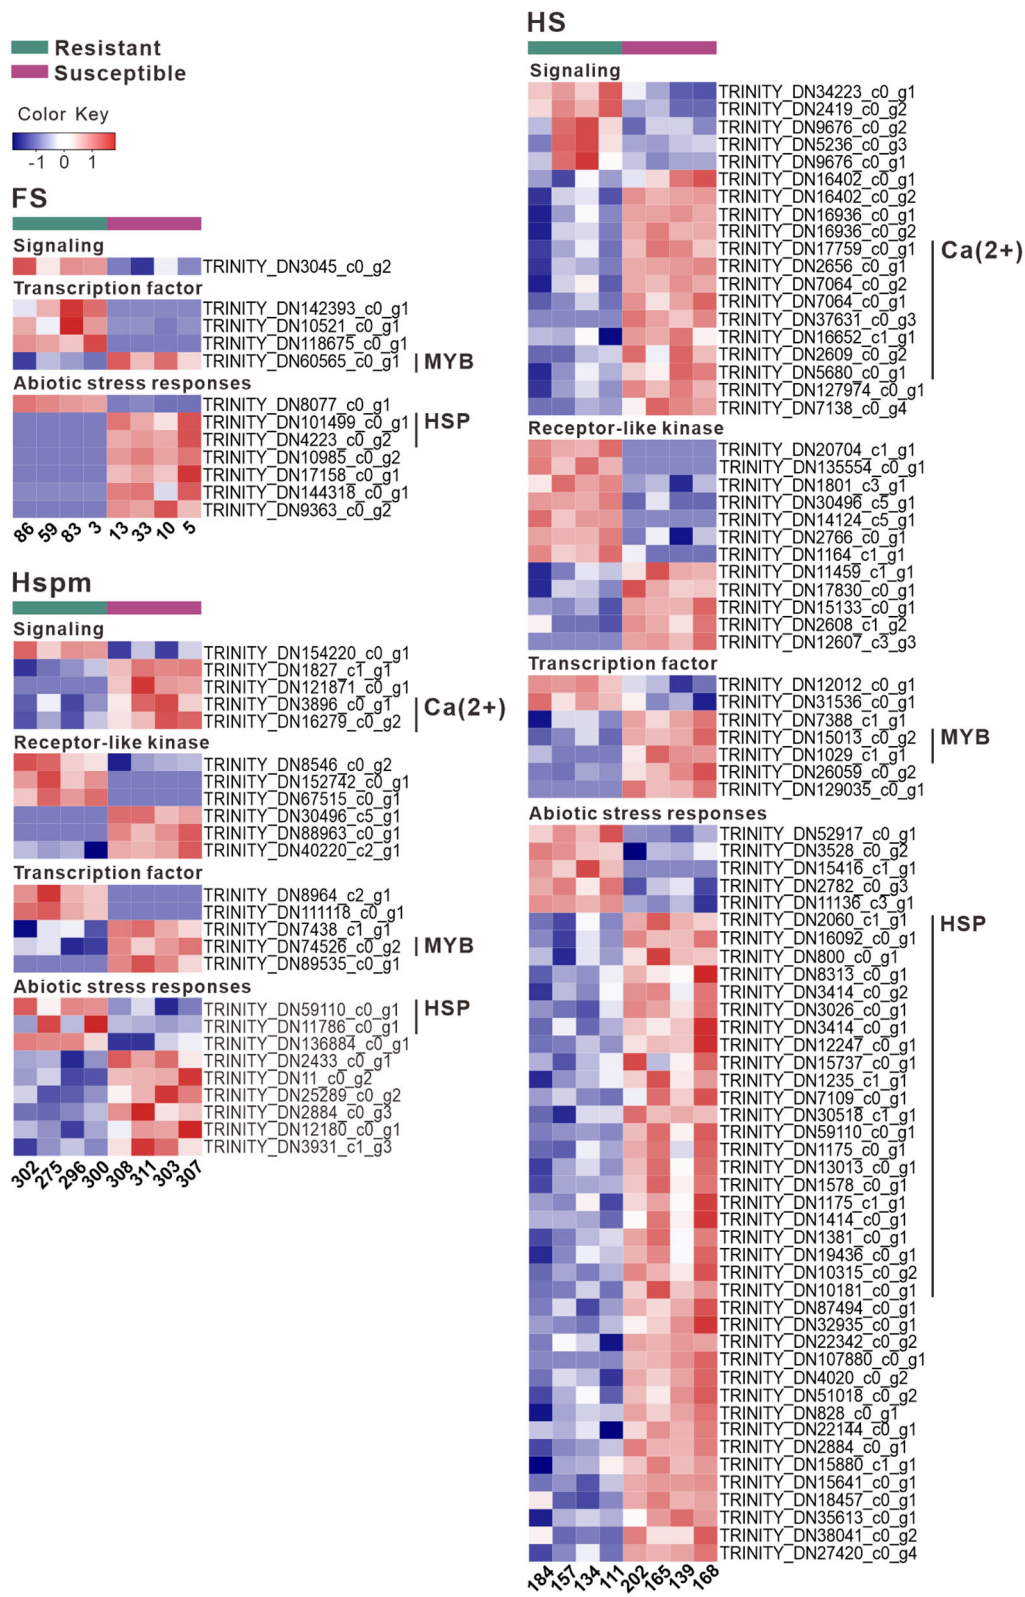 Resistant
Susceptible
Color Key
-1 0 1
FS
Signaling
TRINITY_DN3045_c0_g2
Transcription factor
TRINITY_DN142393_c0_g1
TRINITY_DN10521_c0_g1
TRINITY_DN118675_c0_g1
TRINITY_DN60565_c0_g1
MYB
Abiotic stress responses
TRINITY_DN8077_c0_g1
TRINITY_DN101499_c0_g1
HSP
TRINITY_DN4223_c0_g2
TRINITY_DN10985_c0_g2
TRINITY_DN17158_c0_g1
TRINITY_DN144318_c0_g1
TRINITY_DN9363_c0_g2
86 59 83 3 13 33 10 5
Hspm
Signaling
TRINITY_DN154220_c0_g1
TRINITY_DN1827_c1_g1
TRINITY_DN121871_c0_g1
TRINITY_DN3896_c0_g1
Ca(2+)
TRINITY_DN16279_c0_g2
Receptor-like kinase
TRINITY_DN8546_c0_g2
TRINITY_DN152742_c0_g1
TRINITY_DN67515_c0_g1
TRINITY_DN30496_c5_g1
TRINITY_DN88963_c0_g1
TRINITY_DN40220_c2_g1
Transcription factor
TRINITY_DN8964_c2_g1
TRINITY_DN111118_c0_g1
TRINITY_DN7438_c1_g1
TRINITY_DN74526_c0_g2
MYB
TRINITY_DN89535_c0_g1
Abiotic stress responses
TRINITY_DN59110_c0_g1
HSP
TRINITY_DN11786_c0_g1
TRINITY_DN136884_c0_g1
TRINITY_DN2433_c0_g1
TRINITY_DN11_c0_g2
TRINITY_DN25289_c0_g2
TRINITY_DN2884_c0_g3
TRINITY_DN12180_c0_g1
TRINITY_DN3931_c1_g3
302 275 296 300 308 311 303 307
HS
Signaling
TRINITY_DN34223_c0_g1
TRINITY_DN2419_c0_g2
TRINITY_DN9676_c0_g2
TRINITY_DN5236_c0_g3
TRINITY_DN9676_c0_g1
TRINITY_DN16402_c0_g1
TRINITY_DN16402_c0_g2
TRINITY_DN16936_c0_g1
TRINITY_DN16936_c0_g2
TRINITY_DN17759_c0_g1
Ca(2+)
TRINITY_DN2656_c0_g1
TRINITY_DN7064_c0_g2
TRINITY_DN7064_c0_g1
TRINITY_DN37631_c0_g3
TRINITY_DN16652_c1_g1
TRINITY_DN2609_c0_g2
TRINITY_DN5680_c0_g1
TRINITY_DN127974_c0_g1
TRINITY_DN7138_c0_g4
Receptor-like kinase
TRINITY_DN20704_c1_g1
TRINITY_DN135554_c0_g1
TRINITY_DN1801_c3_g1
TRINITY_DN30496_c5_g1
TRINITY_DN14124_c5_g1
TRINITY_DN2766_c0_g1
TRINITY_DN1164_c1_g1
TRINITY_DN11459_c1_g1
TRINITY_DN17830_c0_g1
TRINITY_DN15133_c0_g1
TRINITY_DN2608_c1_g2
TRINITY_DN12607_c3_g3
Transcription factor
TRINITY_DN12012_c0_g1
TRINITY_DN31536_c0_g1
TRINITY_DN7388_c1_g1
TRINITY_DN15013_c0_g2
MYB
TRINITY_DN1029_c1_g1
TRINITY_DN26059_c0_g2
TRINITY_DN129035_c0_g1
Abiotic stress responses
TRINITY_DN52917_c0_g1
TRINITY_DN3528_c0_g2
TRINITY_DN15416_c1_g1
TRINITY_DN2782_c0_g3
TRINITY_DN11136_c3_g1
TRINITY_DN2060_c1_g1
HSP
TRINITY_DN16092_c0_g1
TRINITY_DN800_c0_g1
TRINITY_DN8313_c0_g1
TRINITY_DN3414_c0_g2
TRINITY_DN3026_c0_g1
TRINITY_DN3414_c0_g1
TRINITY_DN12247_c0_g1
TRINITY_DN15737_c0_g1
TRINITY_DN1235_c1_g1
TRINITY_DN7109_c0_g1
TRINITY_DN30518_c1_g1
TRINITY_DN59110_c0_g1
TRINITY_DN1175_c0_g1
TRINITY_DN13013_c0_g1
TRINITY_DN1578_c0_g1
TRINITY_DN1175_c1_g1
TRINITY_DN1414_c0_g1
TRINITY_DN1381_c0_g1
TRINITY_DN19436_c0_g1
TRINITY_DN10315_c0_g2
TRINITY_DN10181_c0_g1
TRINITY_DN87494_c0_g1
TRINITY_DN32935_c0_g1
TRINITY_DN22342_c0_g2
TRINITY_DN107880_c0_g1
TRINITY_DN4020_c0_g2
TRINITY_DN51018_c0_g2
TRINITY_DN828_c0_g1
TRINITY_DN22144_c0_g1
TRINITY_DN2884_c0_g1
TRINITY_DN15880_c1_g1
TRINITY_DN15641_c0_g1
TRINITY_DN18457_c0_g1
TRINITY_DN35613_c0_g1
TRINITY_DN38041_c0_g2
TRINITY_DN27420_c0_g4
184 157 134 111 202 165 139 168